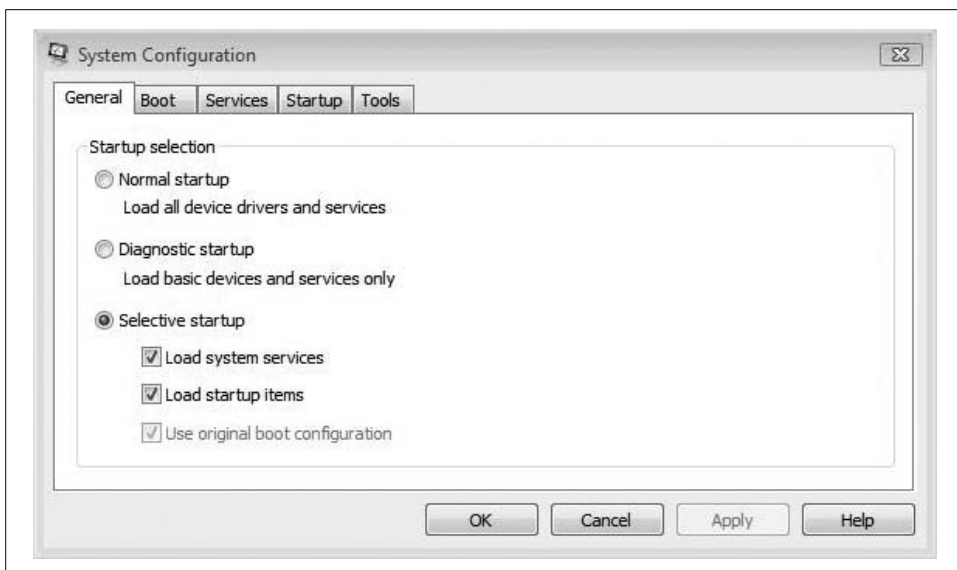 System Configuration
General Boot Services Startup Tools
Startup selection
Normal startup
Load all device drivers and services
Diagnostic startup
Load basic devices and services only
Selective startup
Load system services
Load startup items
Use original boot configuration
OK Cancel Apply Help